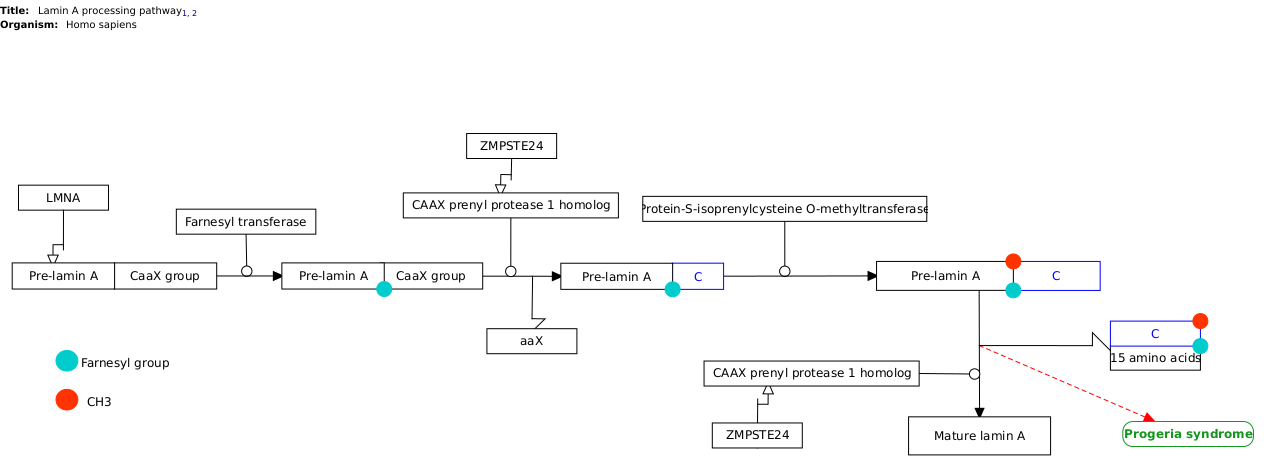 Title: Lamin A processing pathway1, 2
Organism: Homo sapiens
ZMPSTE24
LMNA
CAAX prenyl protease 1 homolog
Protein-S-isoprenylcysteine O-methyltransferase
Farnesyl transferase
Pre-lamin A CaaX group
Pre-lamin A CaaX group
Pre-lamin A C
Pre-lamin A C
aaX
C
15 amino acids
Farnesyl group
CH3
CAAX prenyl protease 1 homolog
ZMPSTE24
Mature lamin A
Progeria syndrome